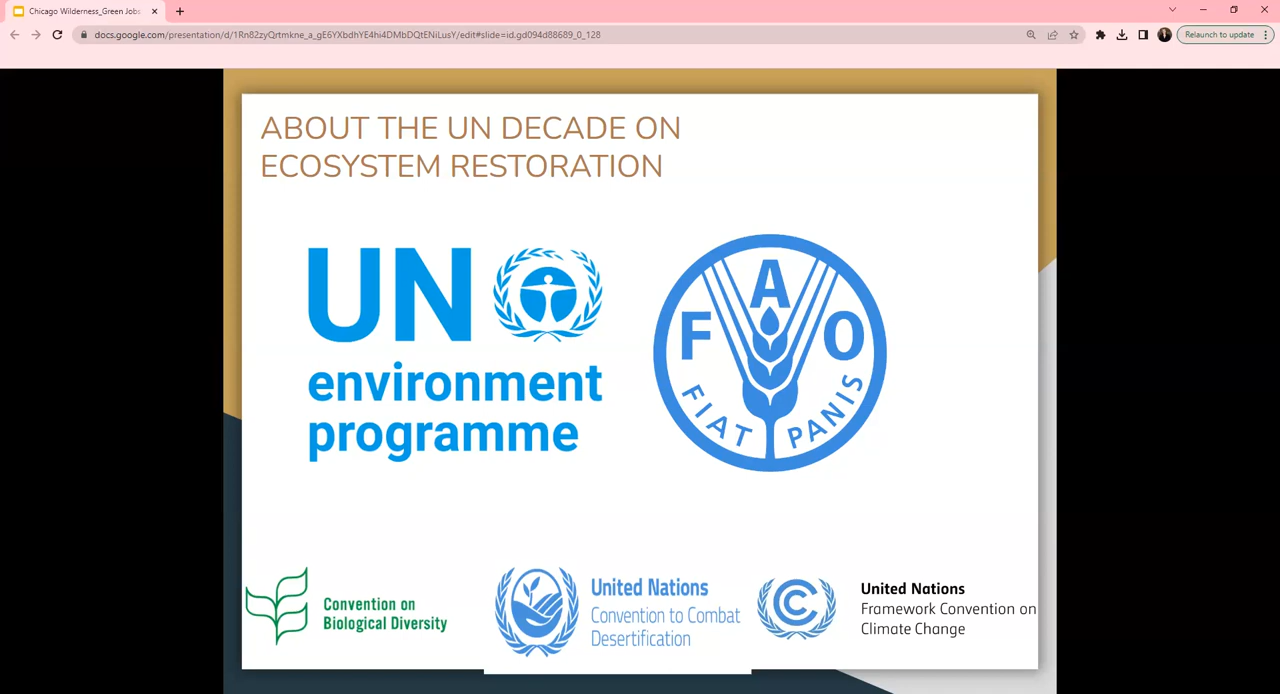 Chicago Wilderness_Green Jobs
docs.google.com/presentation/d/1Rn82zyQrtmkne_a_gE6YXbdhYE4hi4DMbDQtENiLusY/edit#slide=id.gd094d88689_0_128
Relaunch to update
ABOUT THE UN DECADE ON
ECOSYSTEM RESTORATION
UN
environment
programme
F A O
FIAT PANIS
Convention on
Biological Diversity
United Nations
Convention to Combat
Desertification
United Nations
Framework Convention on
Climate Change